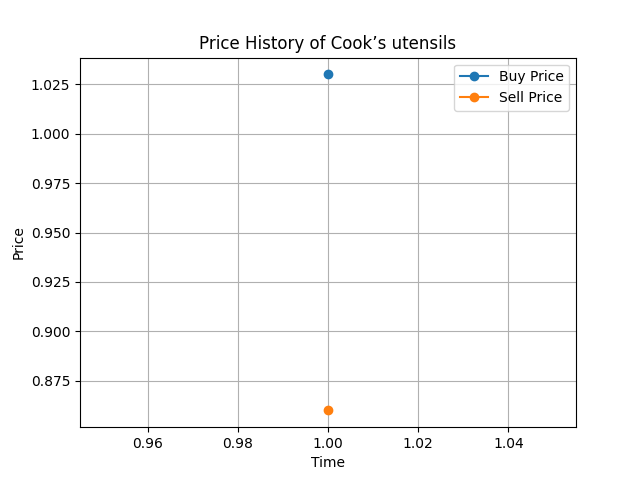 Price History of Cook’s utensils
Buy Price
Sell Price
Price
1.025
1.000
0.975
0.950
0.925
0.900
0.875
0.96 0.98 1.00 1.02 1.04
Time